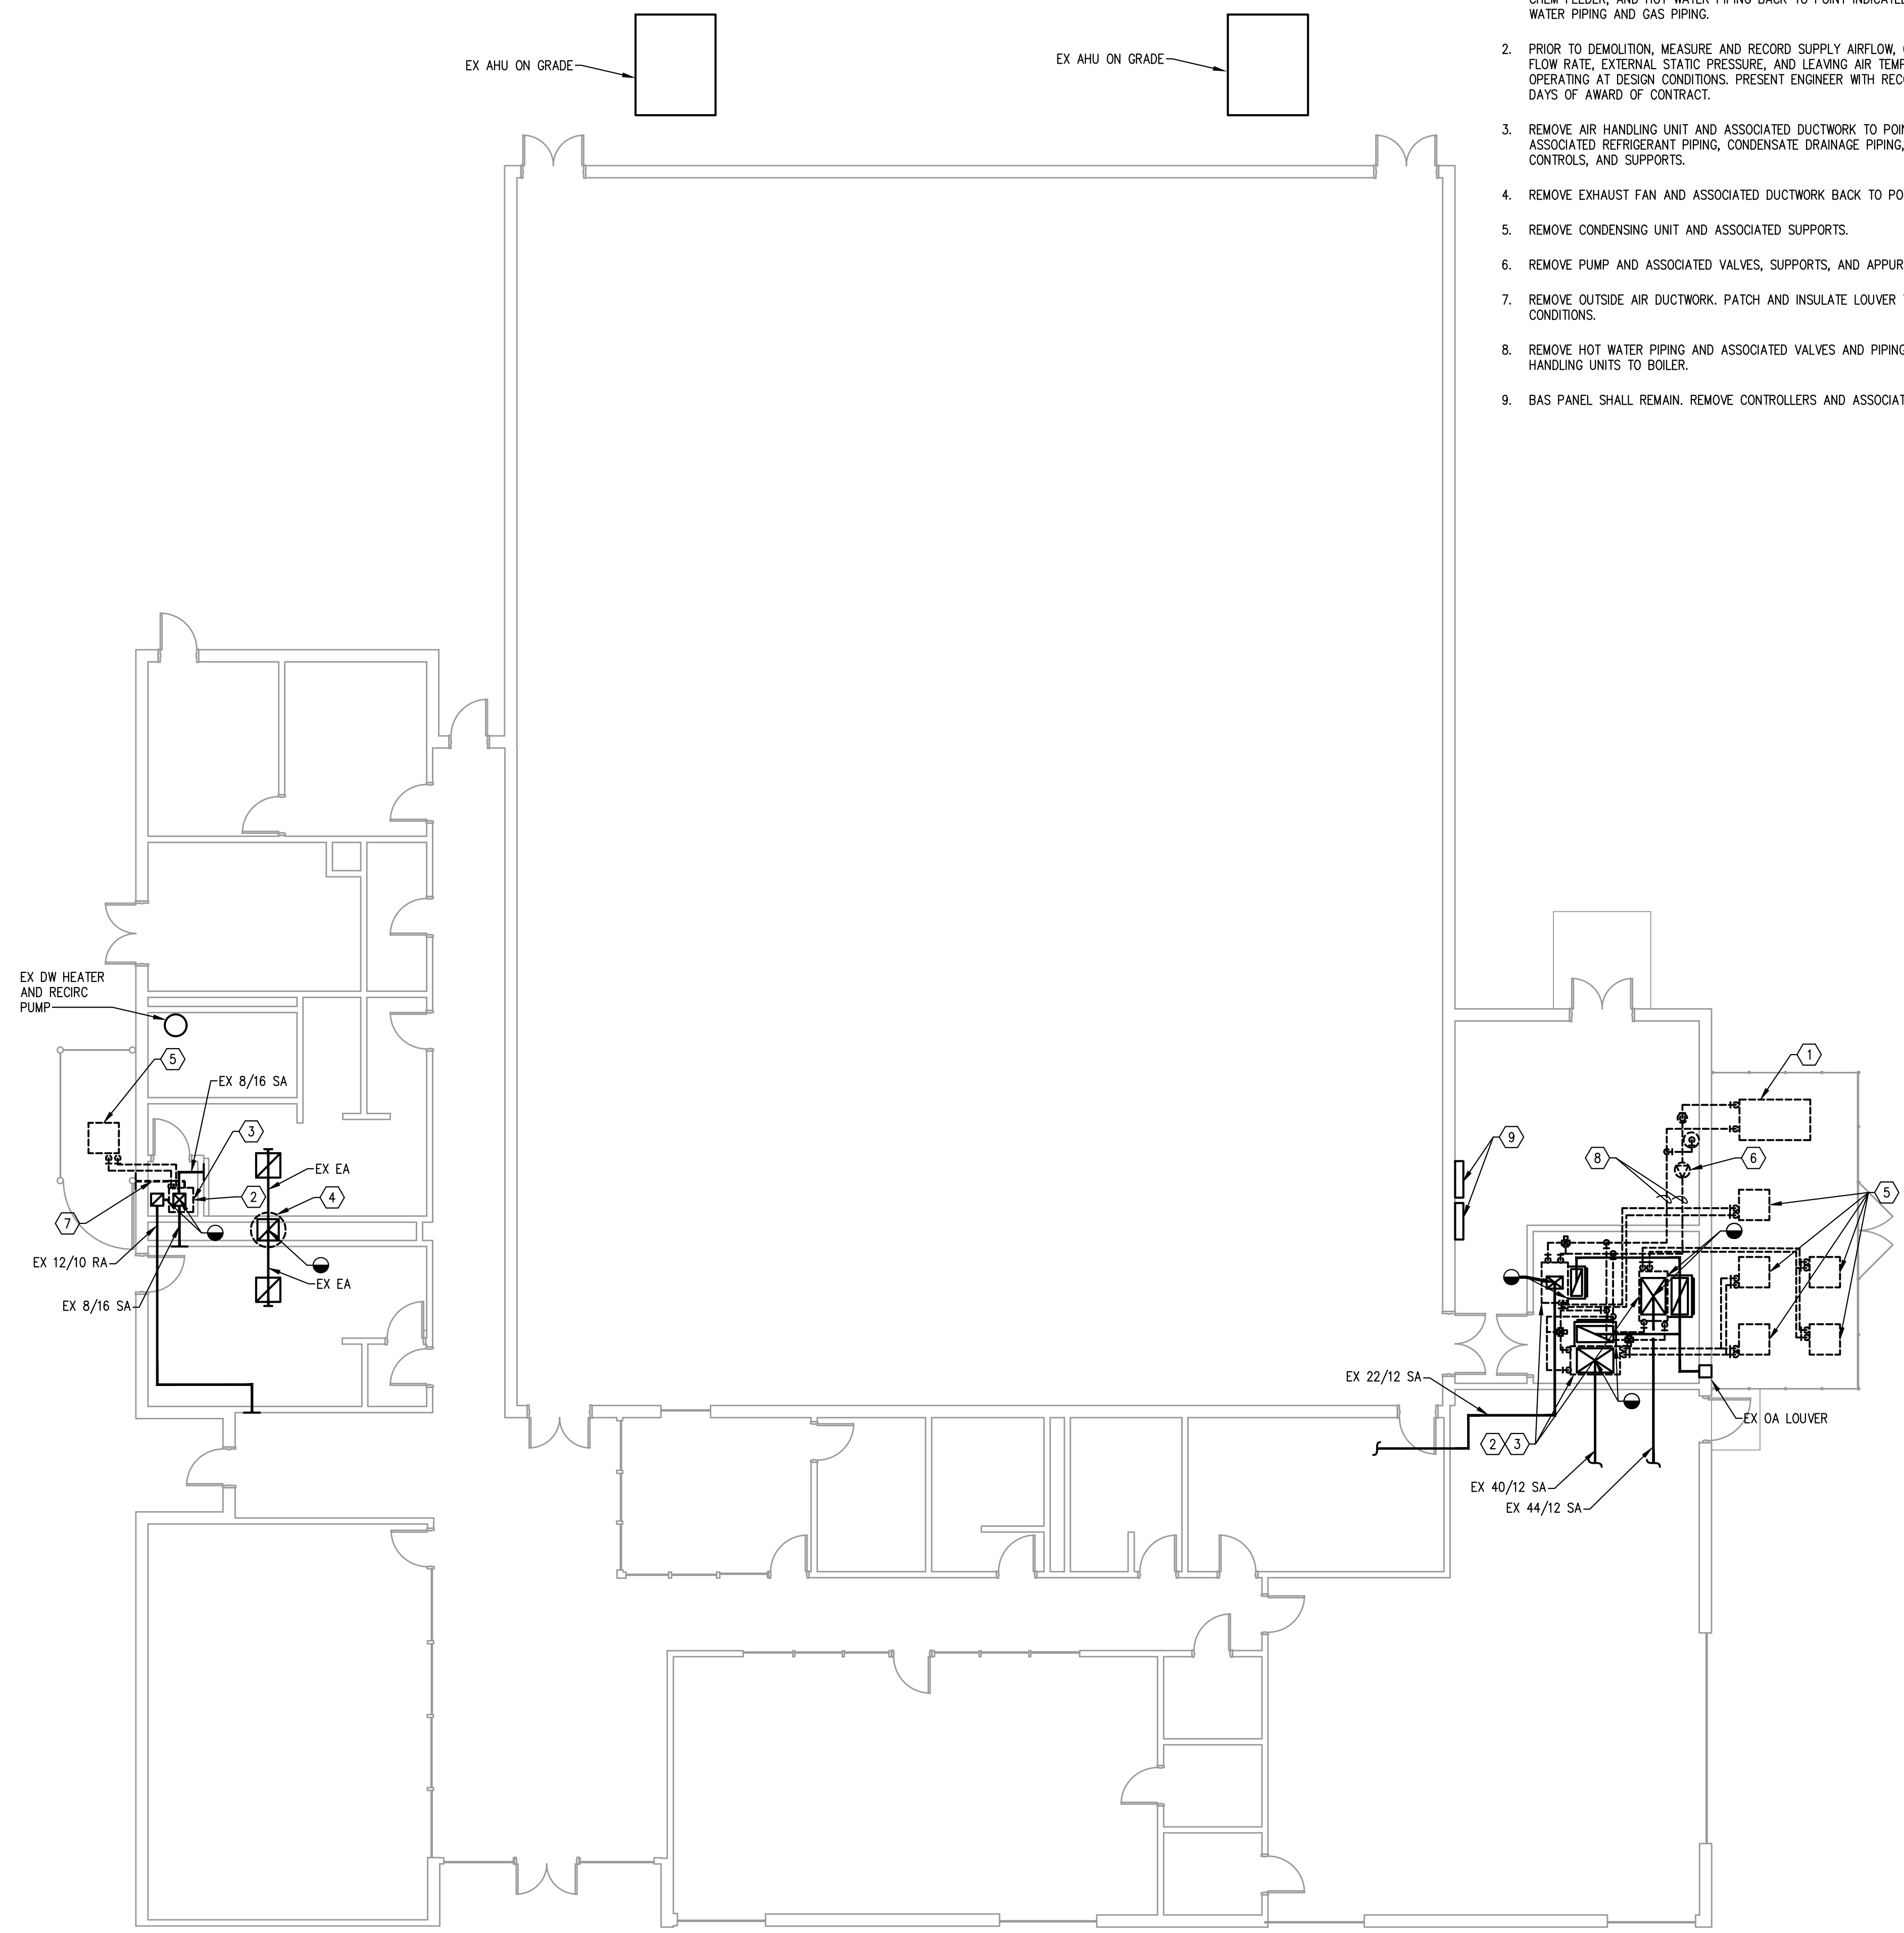 WATER PIPING AND GAS PIPING.
2. PRIOR TO DEMOLITION, MEASURE AND RECORD SUPPLY AIRFLOW,
FLOW RATE, EXTERNAL STATIC PRESSURE, AND LEAVING AIR
OPERATING AT DESIGN CONDITIONS. PRESENT ENGINEER WITH
DAYS OF AWARD OF CONTRACT.
3. REMOVE AIR HANDLING UNIT AND ASSOCIATED DUCTWORK TO
ASSOCIATED REFRIGERANT PIPING, CONDENSATE DRAINAGE PIPING,
CONTROLS, AND SUPPORTS.
4. REMOVE EXHAUST FAN AND ASSOCIATED DUCTWORK BACK TO PO
5. REMOVE CONDENSING UNIT AND ASSOCIATED SUPPORTS.
6. REMOVE PUMP AND ASSOCIATED VALVES, SUPPORTS, AND APPUR
7. REMOVE OUTSIDE AIR DUCTWORK. PATCH AND INSULATE LOUVER
CONDITIONS.
8. REMOVE HOT WATER PIPING AND ASSOCIATED VALVES AND PIPING
HANDLING UNITS TO BOILER.
9. BAS PANEL SHALL REMAIN. REMOVE CONTROLLERS AND ASSOCIAT
EX AHU ON GRADE
EX AHU ON GRADE
EX DW HEATER
AND RECIRC
PUMP
5
EX 8/16 SA
3
EX EA
2
4
7
EX 12/10 RA
EX EA
EX 8/16 SA
1
9
8
6
5
EX 22/12 SA
EX OA LOUVER
2 3
EX 40/12 SA
EX 44/12 SA